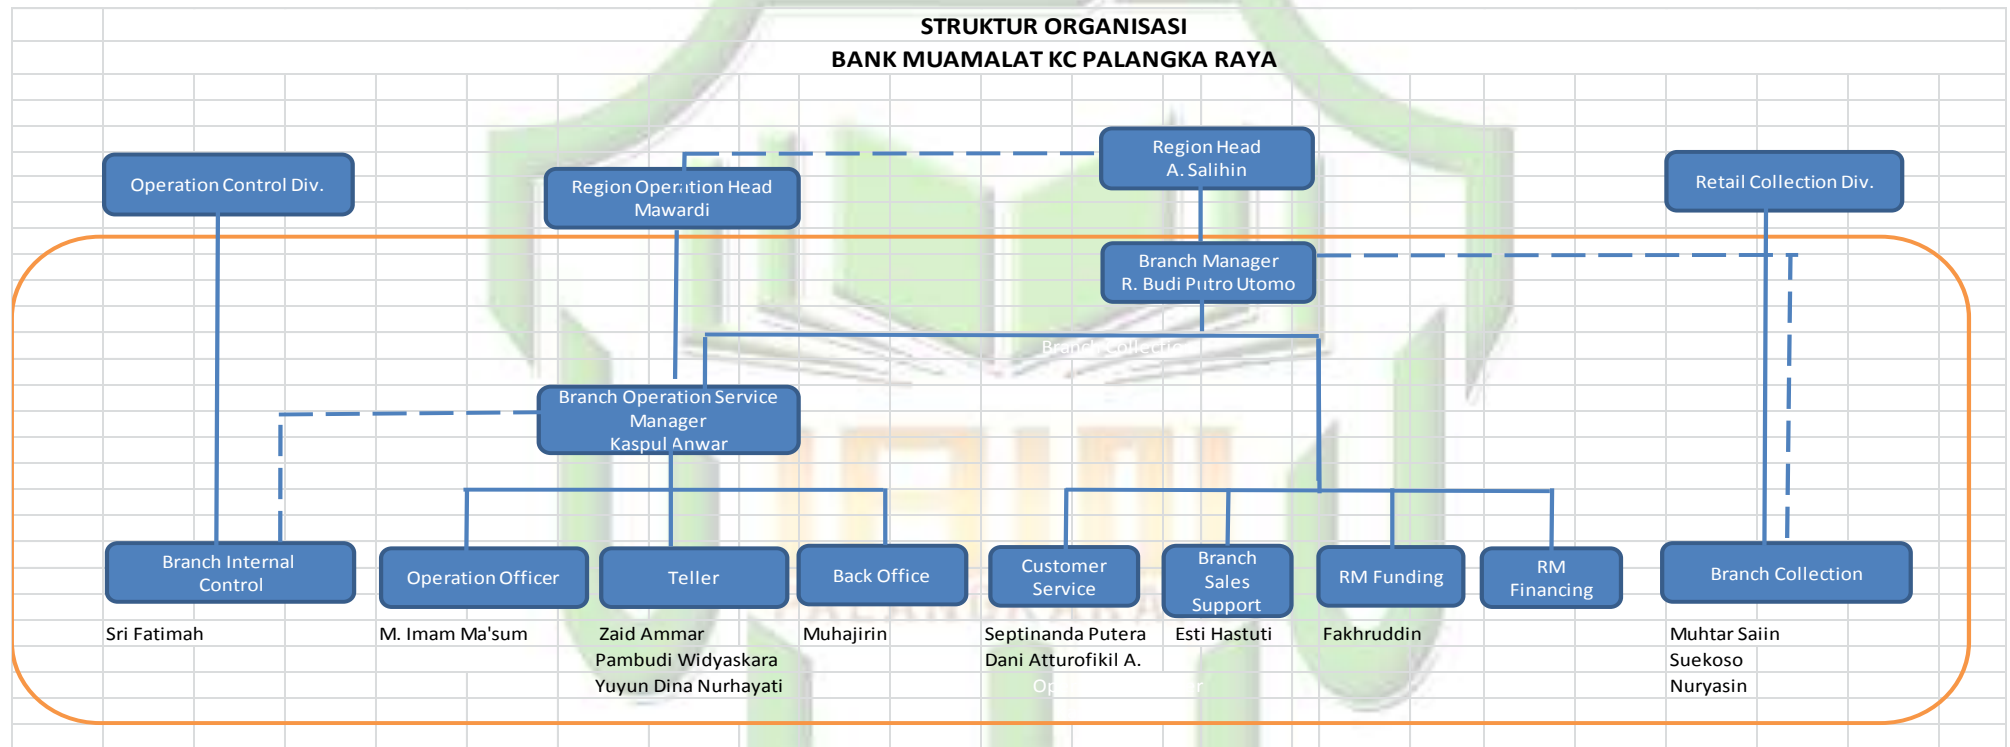 STRUKTUR ORGANISASI
BANK MUAMALAT KC PALANGKA RAYA
Operation Control Div.
Region Operation Head
Mawardi
Region Head
A. Salihin
Retail Collection Div.
Branch Manager
R. Budi Putro Utomo
Branch Collection
Branch Operation Service
Manager
Kaspul Anwar
Branch Internal
Control
Operation Officer
Teller
Back Office
Customer
Service
Branch
Sales
Support
RM Funding
RM
Financing
Branch Collection
PALANGKARAYA
Sri Fatimah
M. Imam Ma'sum
Zaid Ammar
Pambudi Widyaskara
Yuyun Dina Nurhayati
Muhajirin
Septinanda Putera
Dani Atturofikil A.
Esti Hastuti
Fakhruddin
Muhtar Saiin
Suekoso
Nuryasin